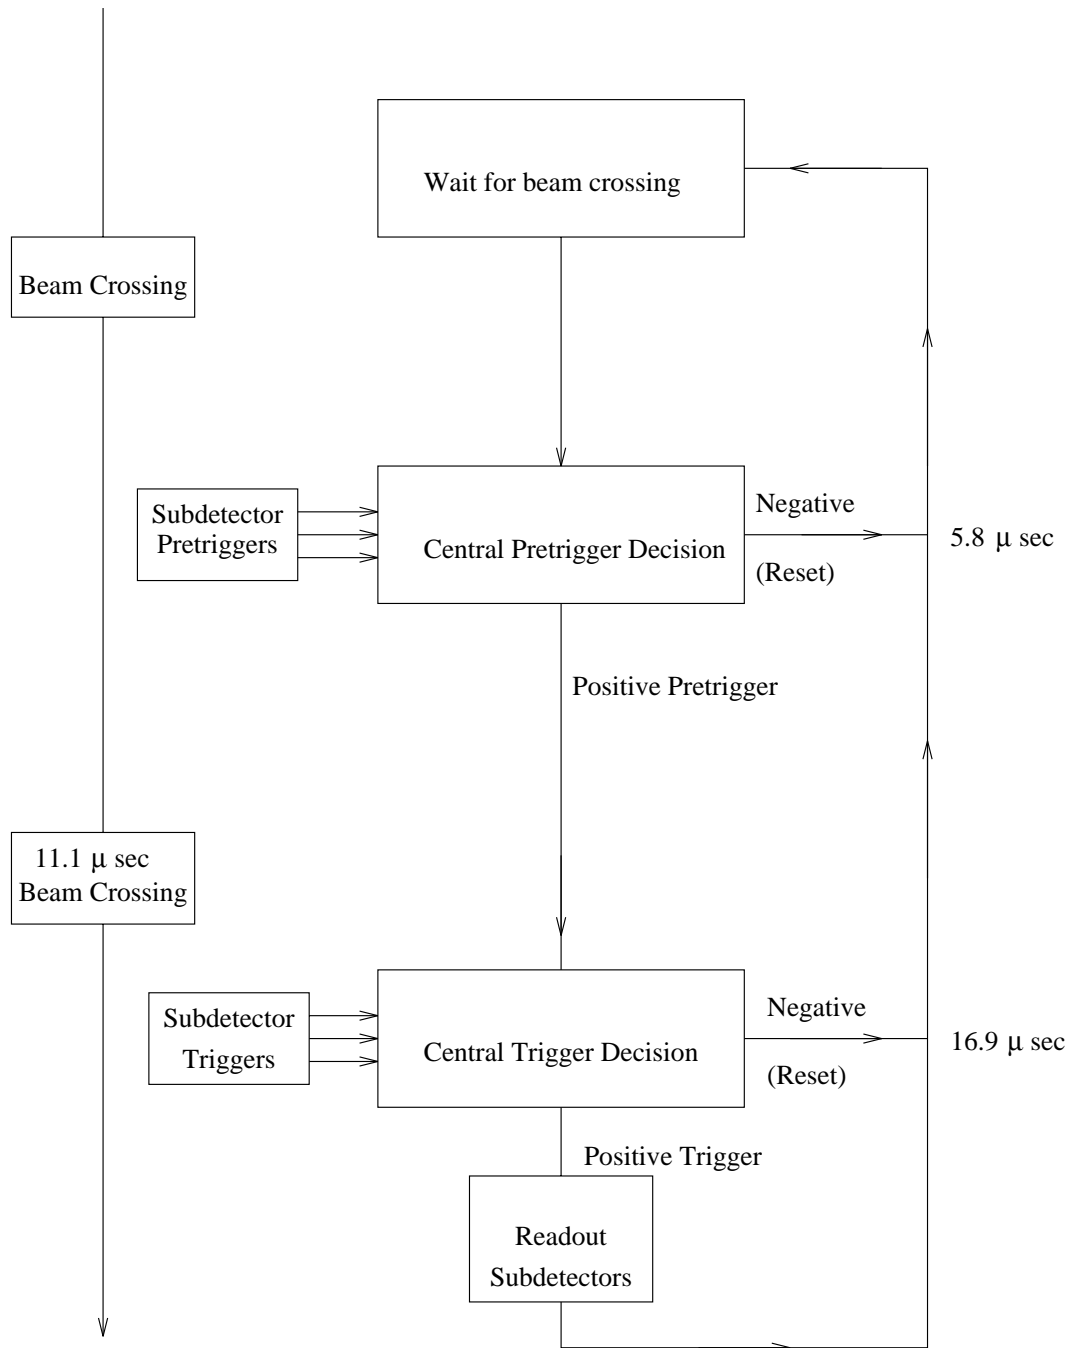 Wait for beam crossing
Beam Crossing
Subdetector
Pretriggers
Central Pretrigger Decision
Negative
(Reset)
5.8 μ sec
Positive Pretrigger
11.1 μ sec
Beam Crossing
Subdetector
Triggers
Central Trigger Decision
Negative
(Reset)
16.9 μ sec
Positive Trigger
Readout
Subdetectors